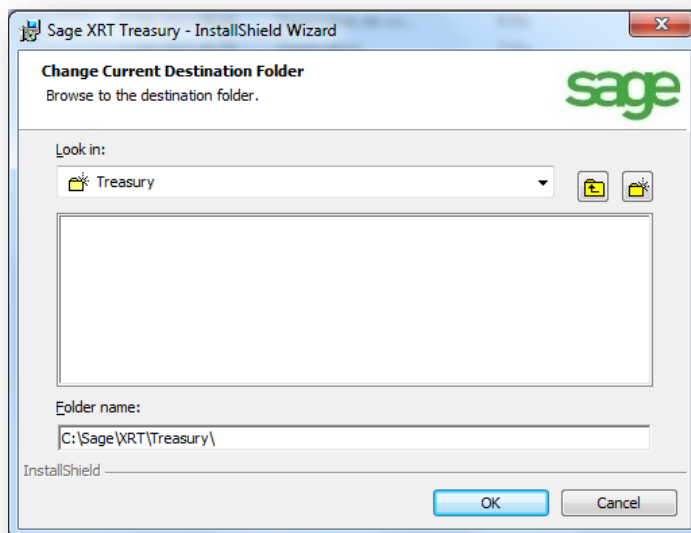 Sage XRT Treasury - InstallShield Wizard
Change Current Destination Folder
Browse to the destination folder.
sage
Look in:
Treasury
Folder name:
C:\Sage\XRT\Treasury\
InstallShield
OK
Cancel